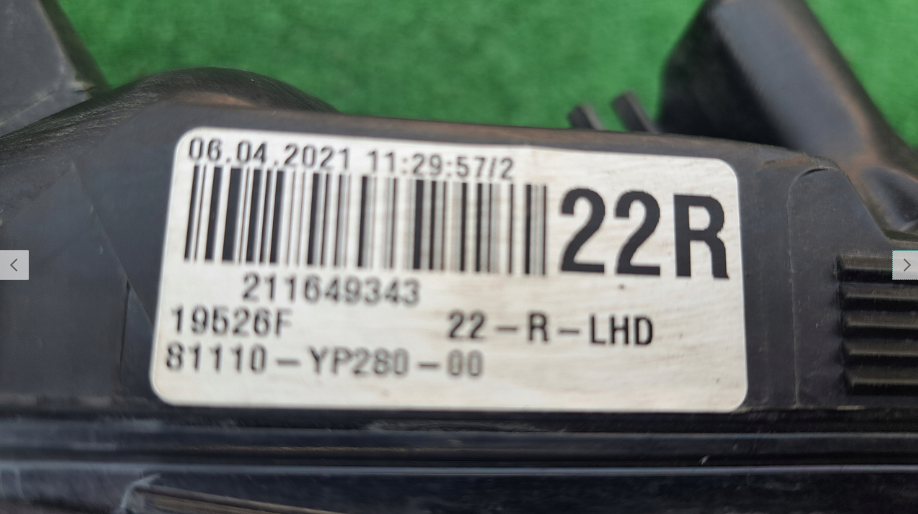 06.04.2021 11:29:57/2
22R
211649343
19526F 22-R-LHD
81110-YP280-00